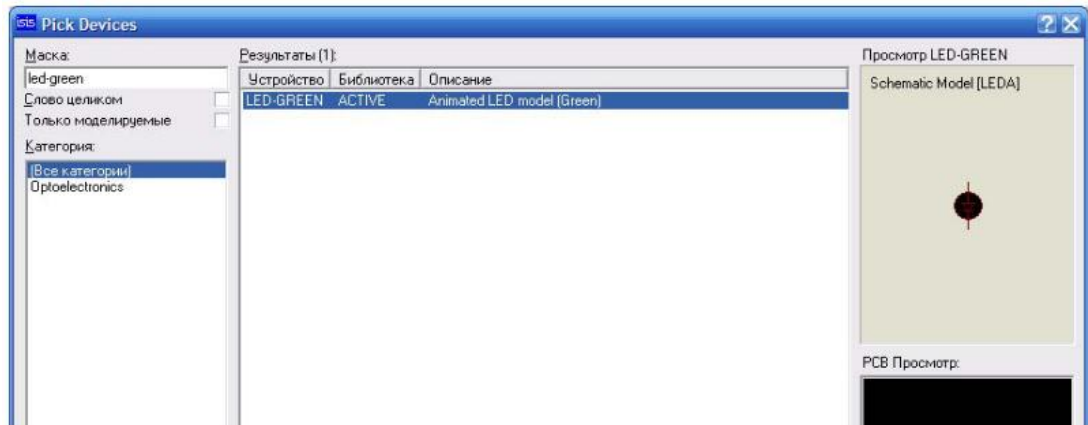 isis Pick Devices
Маска:
led-green
Слово целиком
Только моделируемые
Категория:
(Все категории)
Optoelectronics
Результаты (1):
Устройство Библиотека Описание
LED-GREEN ACTIVE Animated LED model (Green)
Просмотр LED-GREEN
Schematic Model [LEDA]
PCB Просмотр: